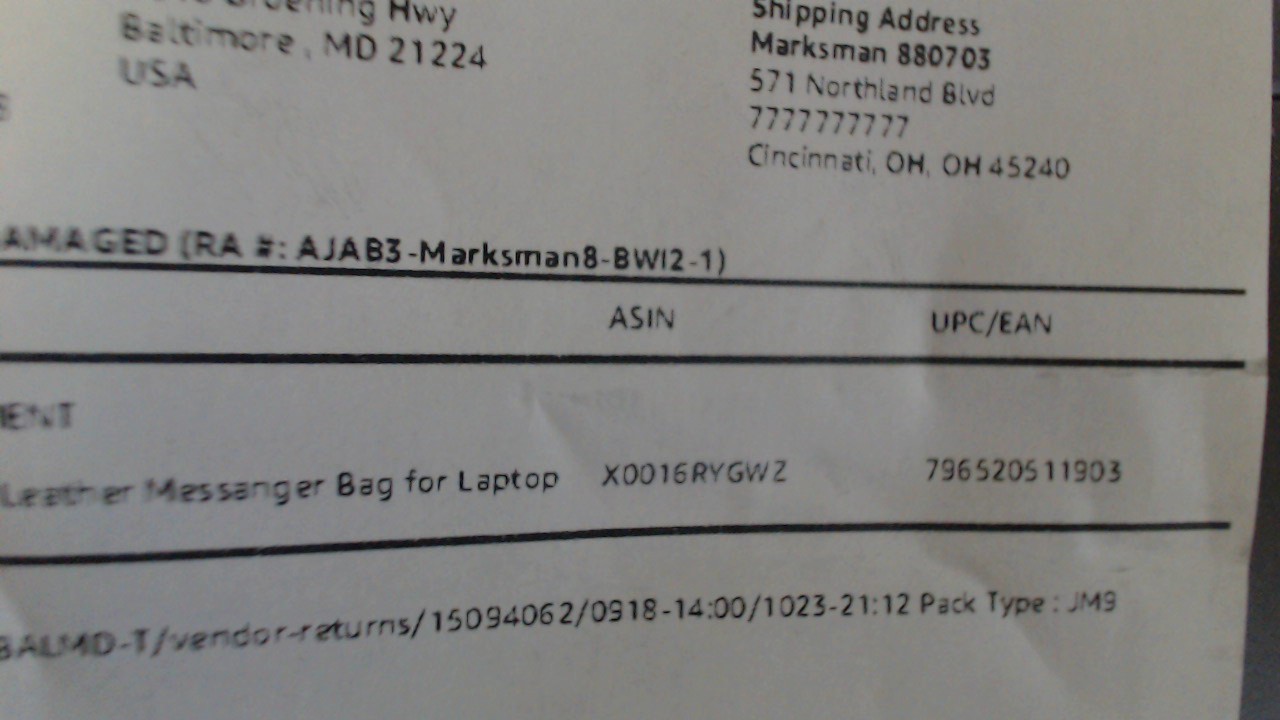 Hwy
Baltimore , MD 21224
USA
Shipping Address
Marksman 880703
571 Northland Blvd
7777777777
Cincinnati, OH, OH 45240
AMAGED (RA #: AJAB3-Marksman8-BWI2-1)
ASIN UPC/EAN
ENT
Leather Messanger Bag for Laptop X0016RYGWZ 796520511903
BALMD-T/vendor-returns/15094062/0918-14:00/1023-21:12 Pack Type : JM9